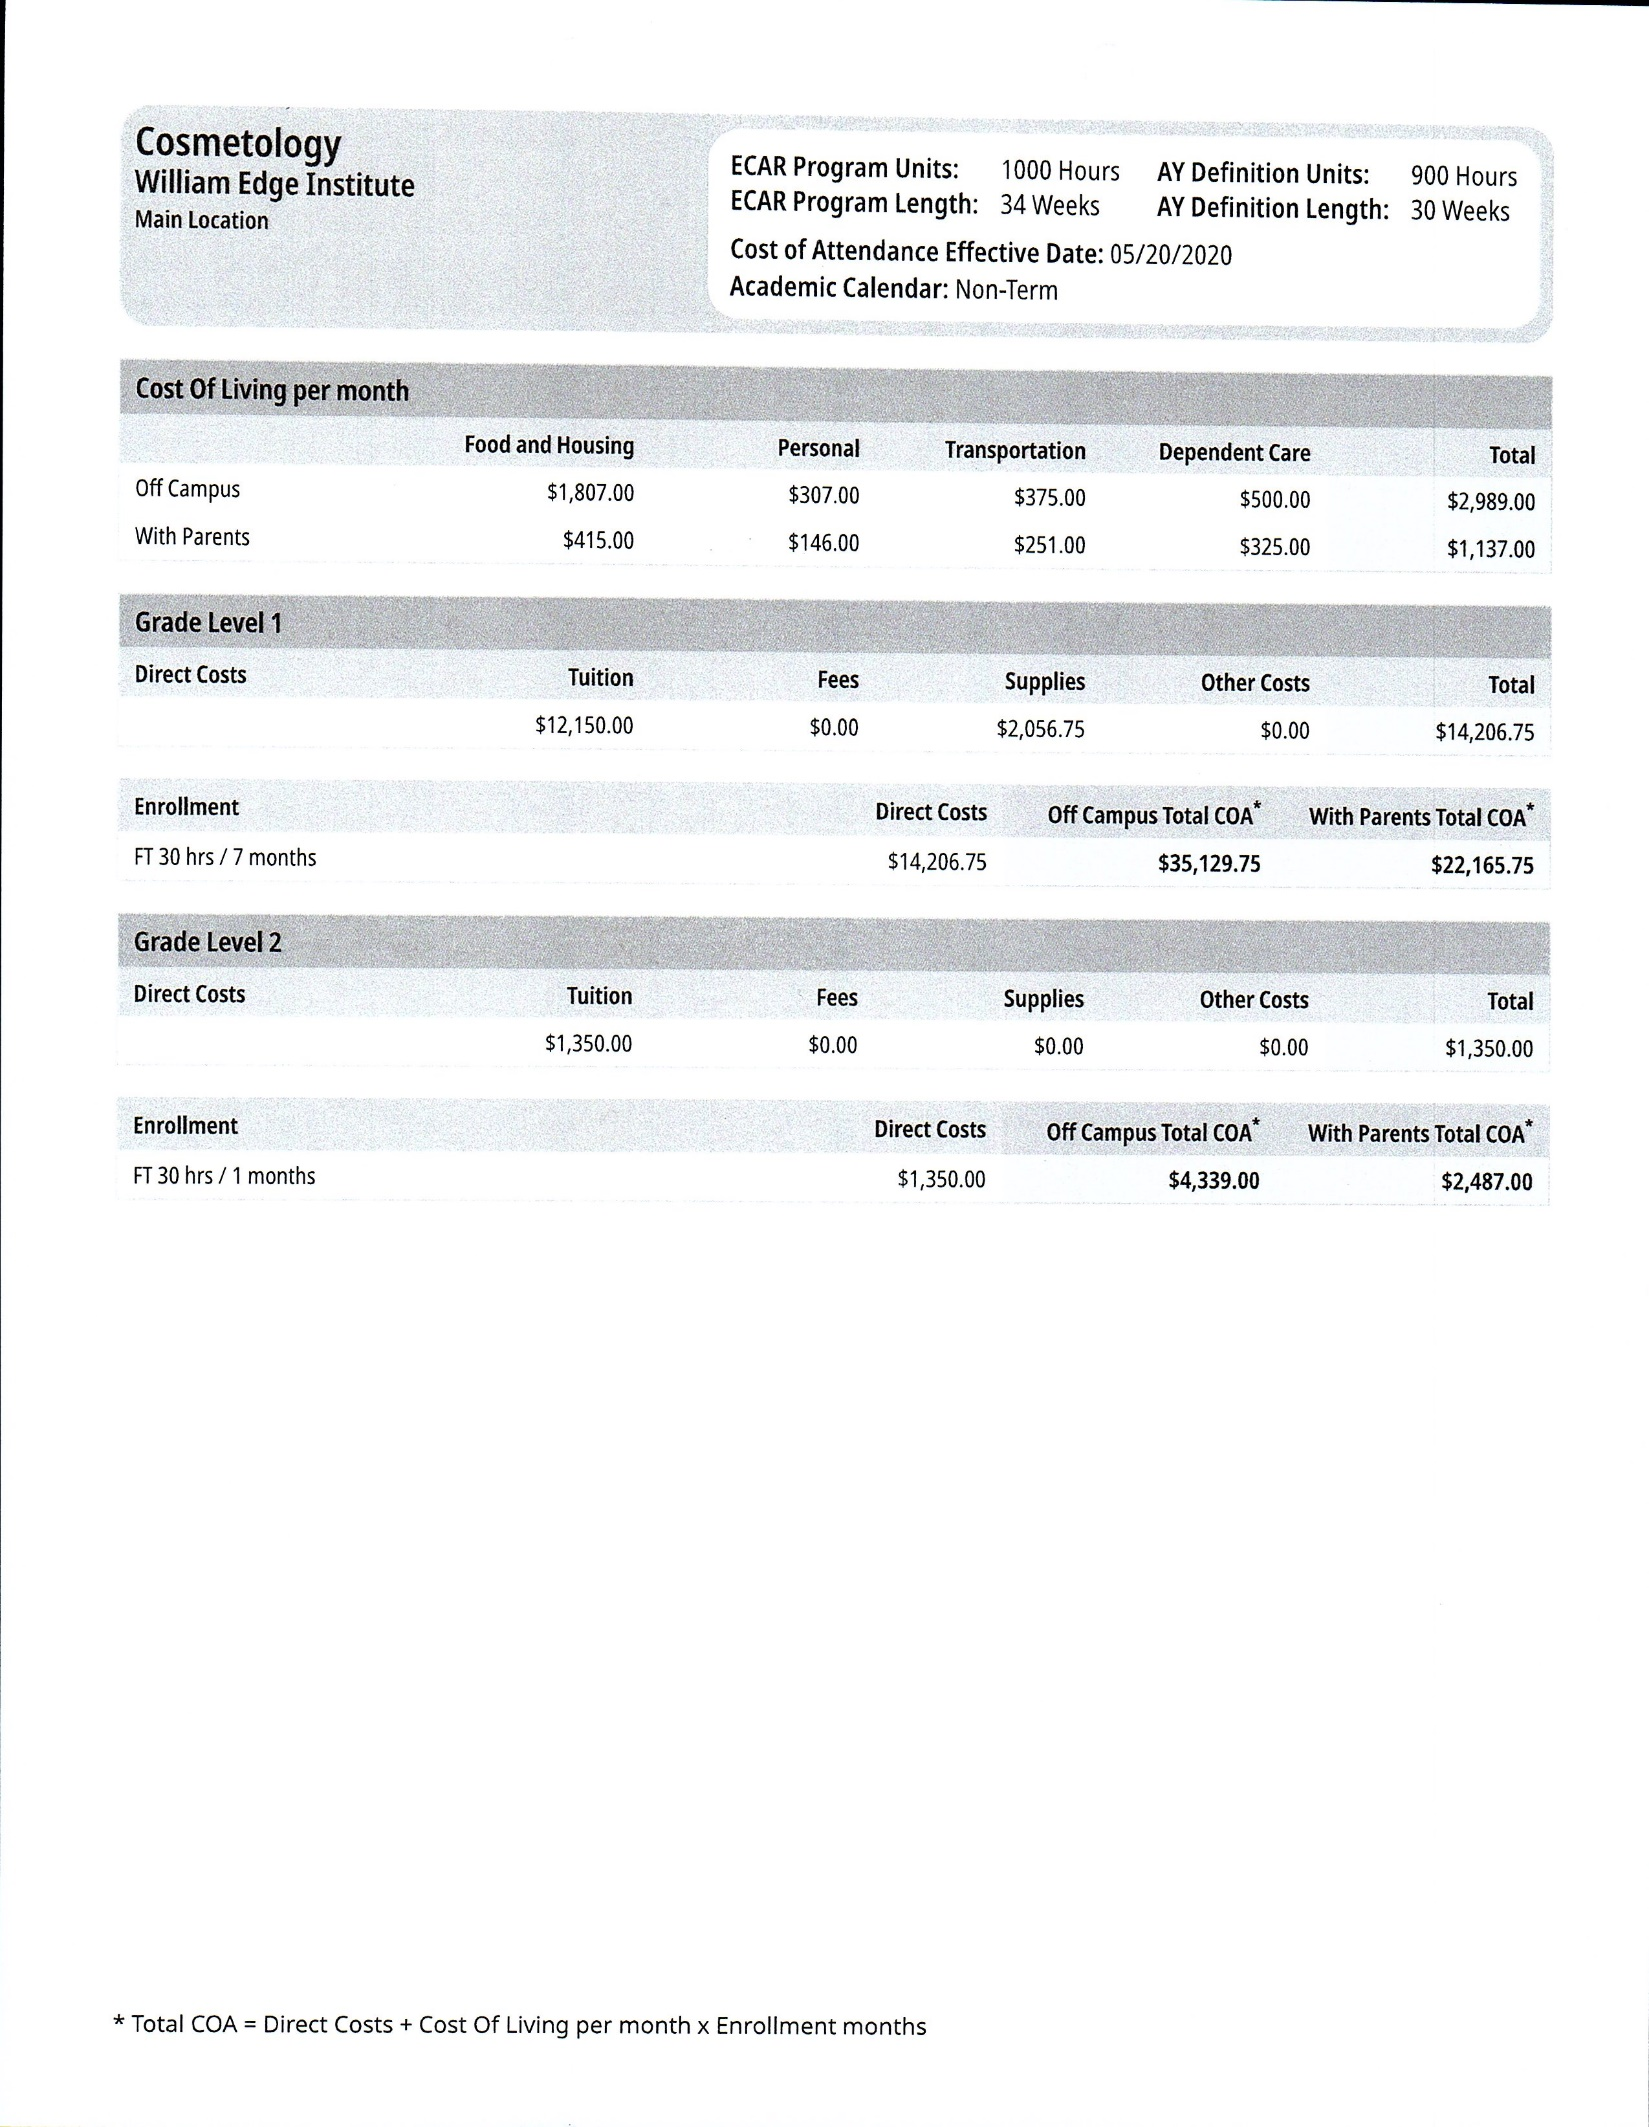 Cosmetology
William Edge Institute
Main Location
ECAR Program Units: 1000 Hours AY Definition Units: 900 Hours
ECAR Program Length: 34 Weeks AY Definition Length: 30 Weeks
Cost of Attendance Effective Date: 05/20/2020
Academic Calendar: Non-Term
Cost Of Living per month
Food and Housing Personal Transportation Dependent Care Total
Off Campus $1,807.00 $307.00 $375.00 $500.00 $2,989.00
With Parents $415.00 $146.00 $251.00 $325.00 $1,137.00
Grade Level 1
Direct Costs Tuition Fees Supplies Other Costs Total
$12,150.00 $0.00 $2,056.75 $0.00 $14,206.75
Enrollment Direct Costs Off Campus Total COA* With Parents Total COA*
FT 30 hrs / 7 months $14,206.75 $35,129.75 $22,165.75
Grade Level 2
Direct Costs Tuition Fees Supplies Other Costs Total
$1,350.00 $0.00 $0.00 $0.00 $1,350.00
Enrollment Direct Costs Off Campus Total COA* With Parents Total COA*
FT 30 hrs / 1 months $1,350.00 $4,339.00 $2,487.00
* Total COA = Direct Costs + Cost Of Living per month x Enrollment months